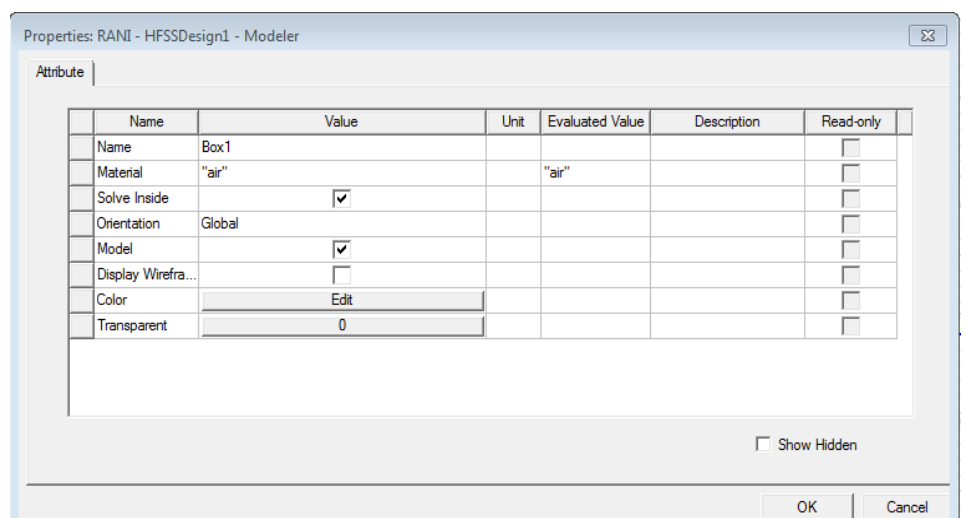 Properties: RANI - HFSSDesign1 - Modeler
Attribute
Name Value Unit Evaluated Value Description Read-only
Name Box1
Material "air" "air"
Solve Inside
Orientation Global
Model
Display Wirefra...
Color Edit
Transparent 0
Show Hidden
OK Cancel